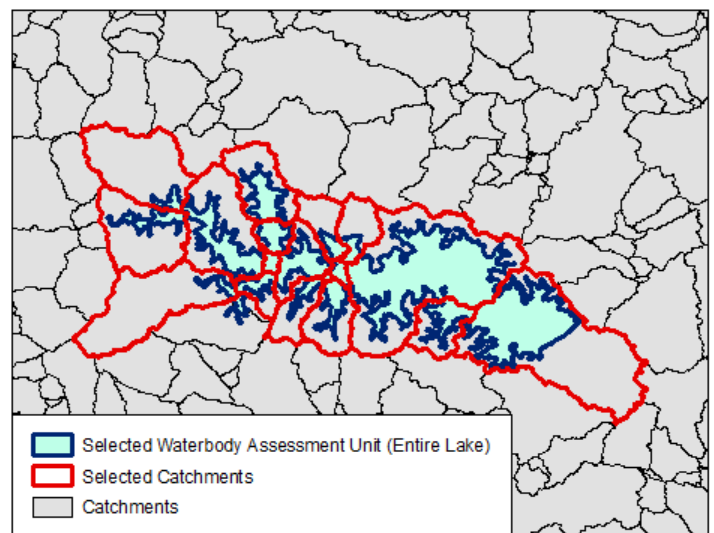 Selected Waterbody Assessment Unit (Entire Lake)
Selected Catchments
Catchments